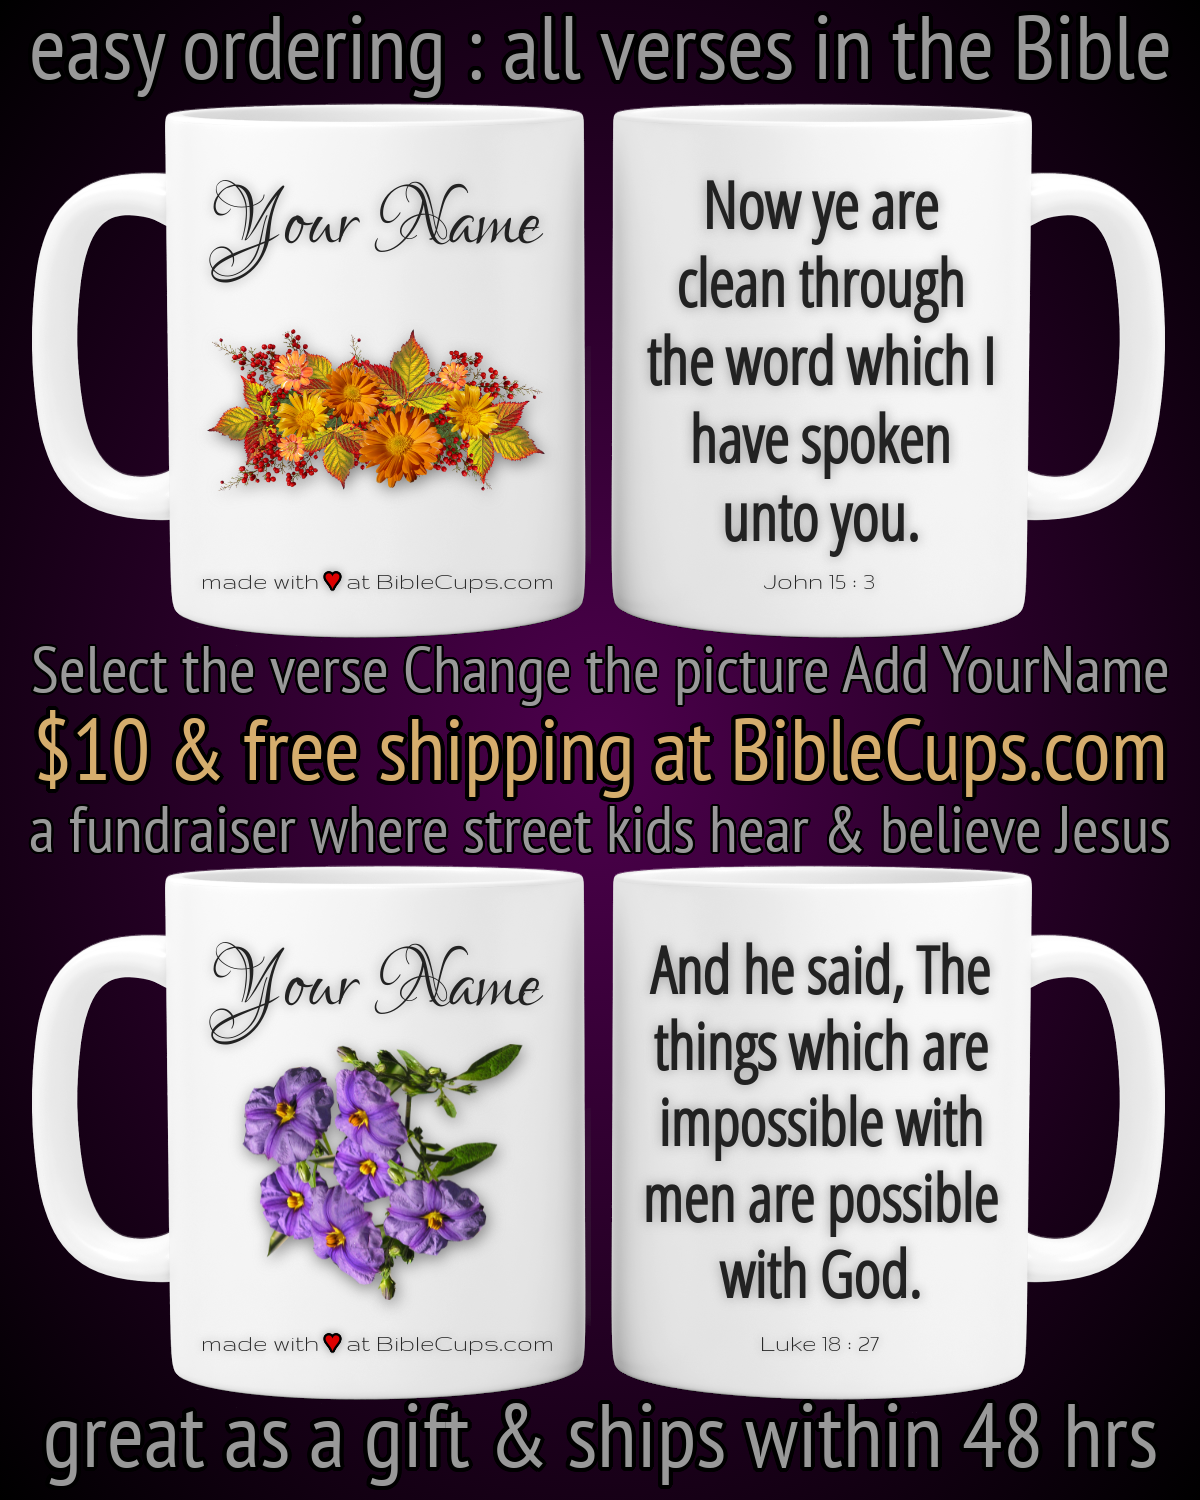 easy ordering : all verses in the Bible
Your Name
made with ♥ at BibleCups.com
Now ye are
clean through
the word which I
have spoken
unto you.
John 15 : 3
Select the verse Change the picture Add YourName
$10 & free shipping at BibleCups.com
a fundraiser where street kids hear & believe Jesus
Your Name
made with ♥ at BibleCups.com
And he said, The
things which are
impossible with
men are possible
with God.
Luke 18 : 27
great as a gift & ships within 48 hrs